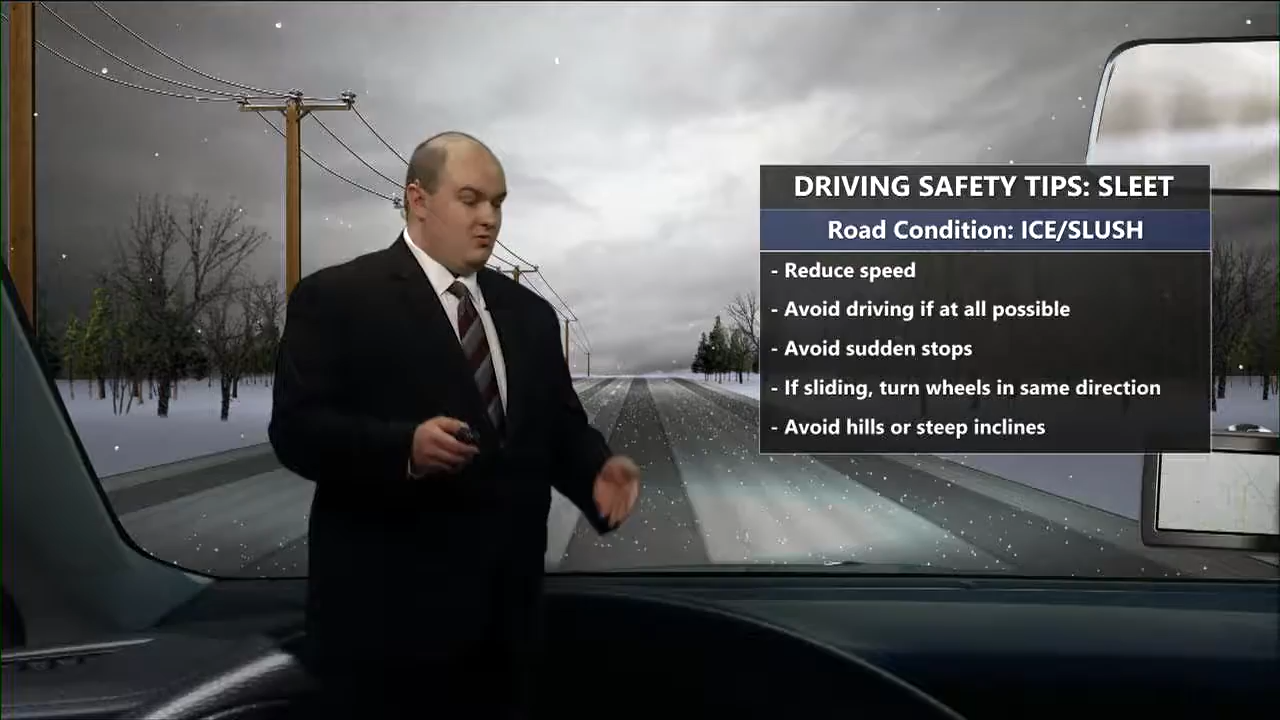 DRIVING SAFETY TIPS: SLEET
Road Condition: ICE/SLUSH
- Reduce speed
- Avoid driving if at all possible
- Avoid sudden stops
- If sliding, turn wheels in same direction
- Avoid hills or steep inclines